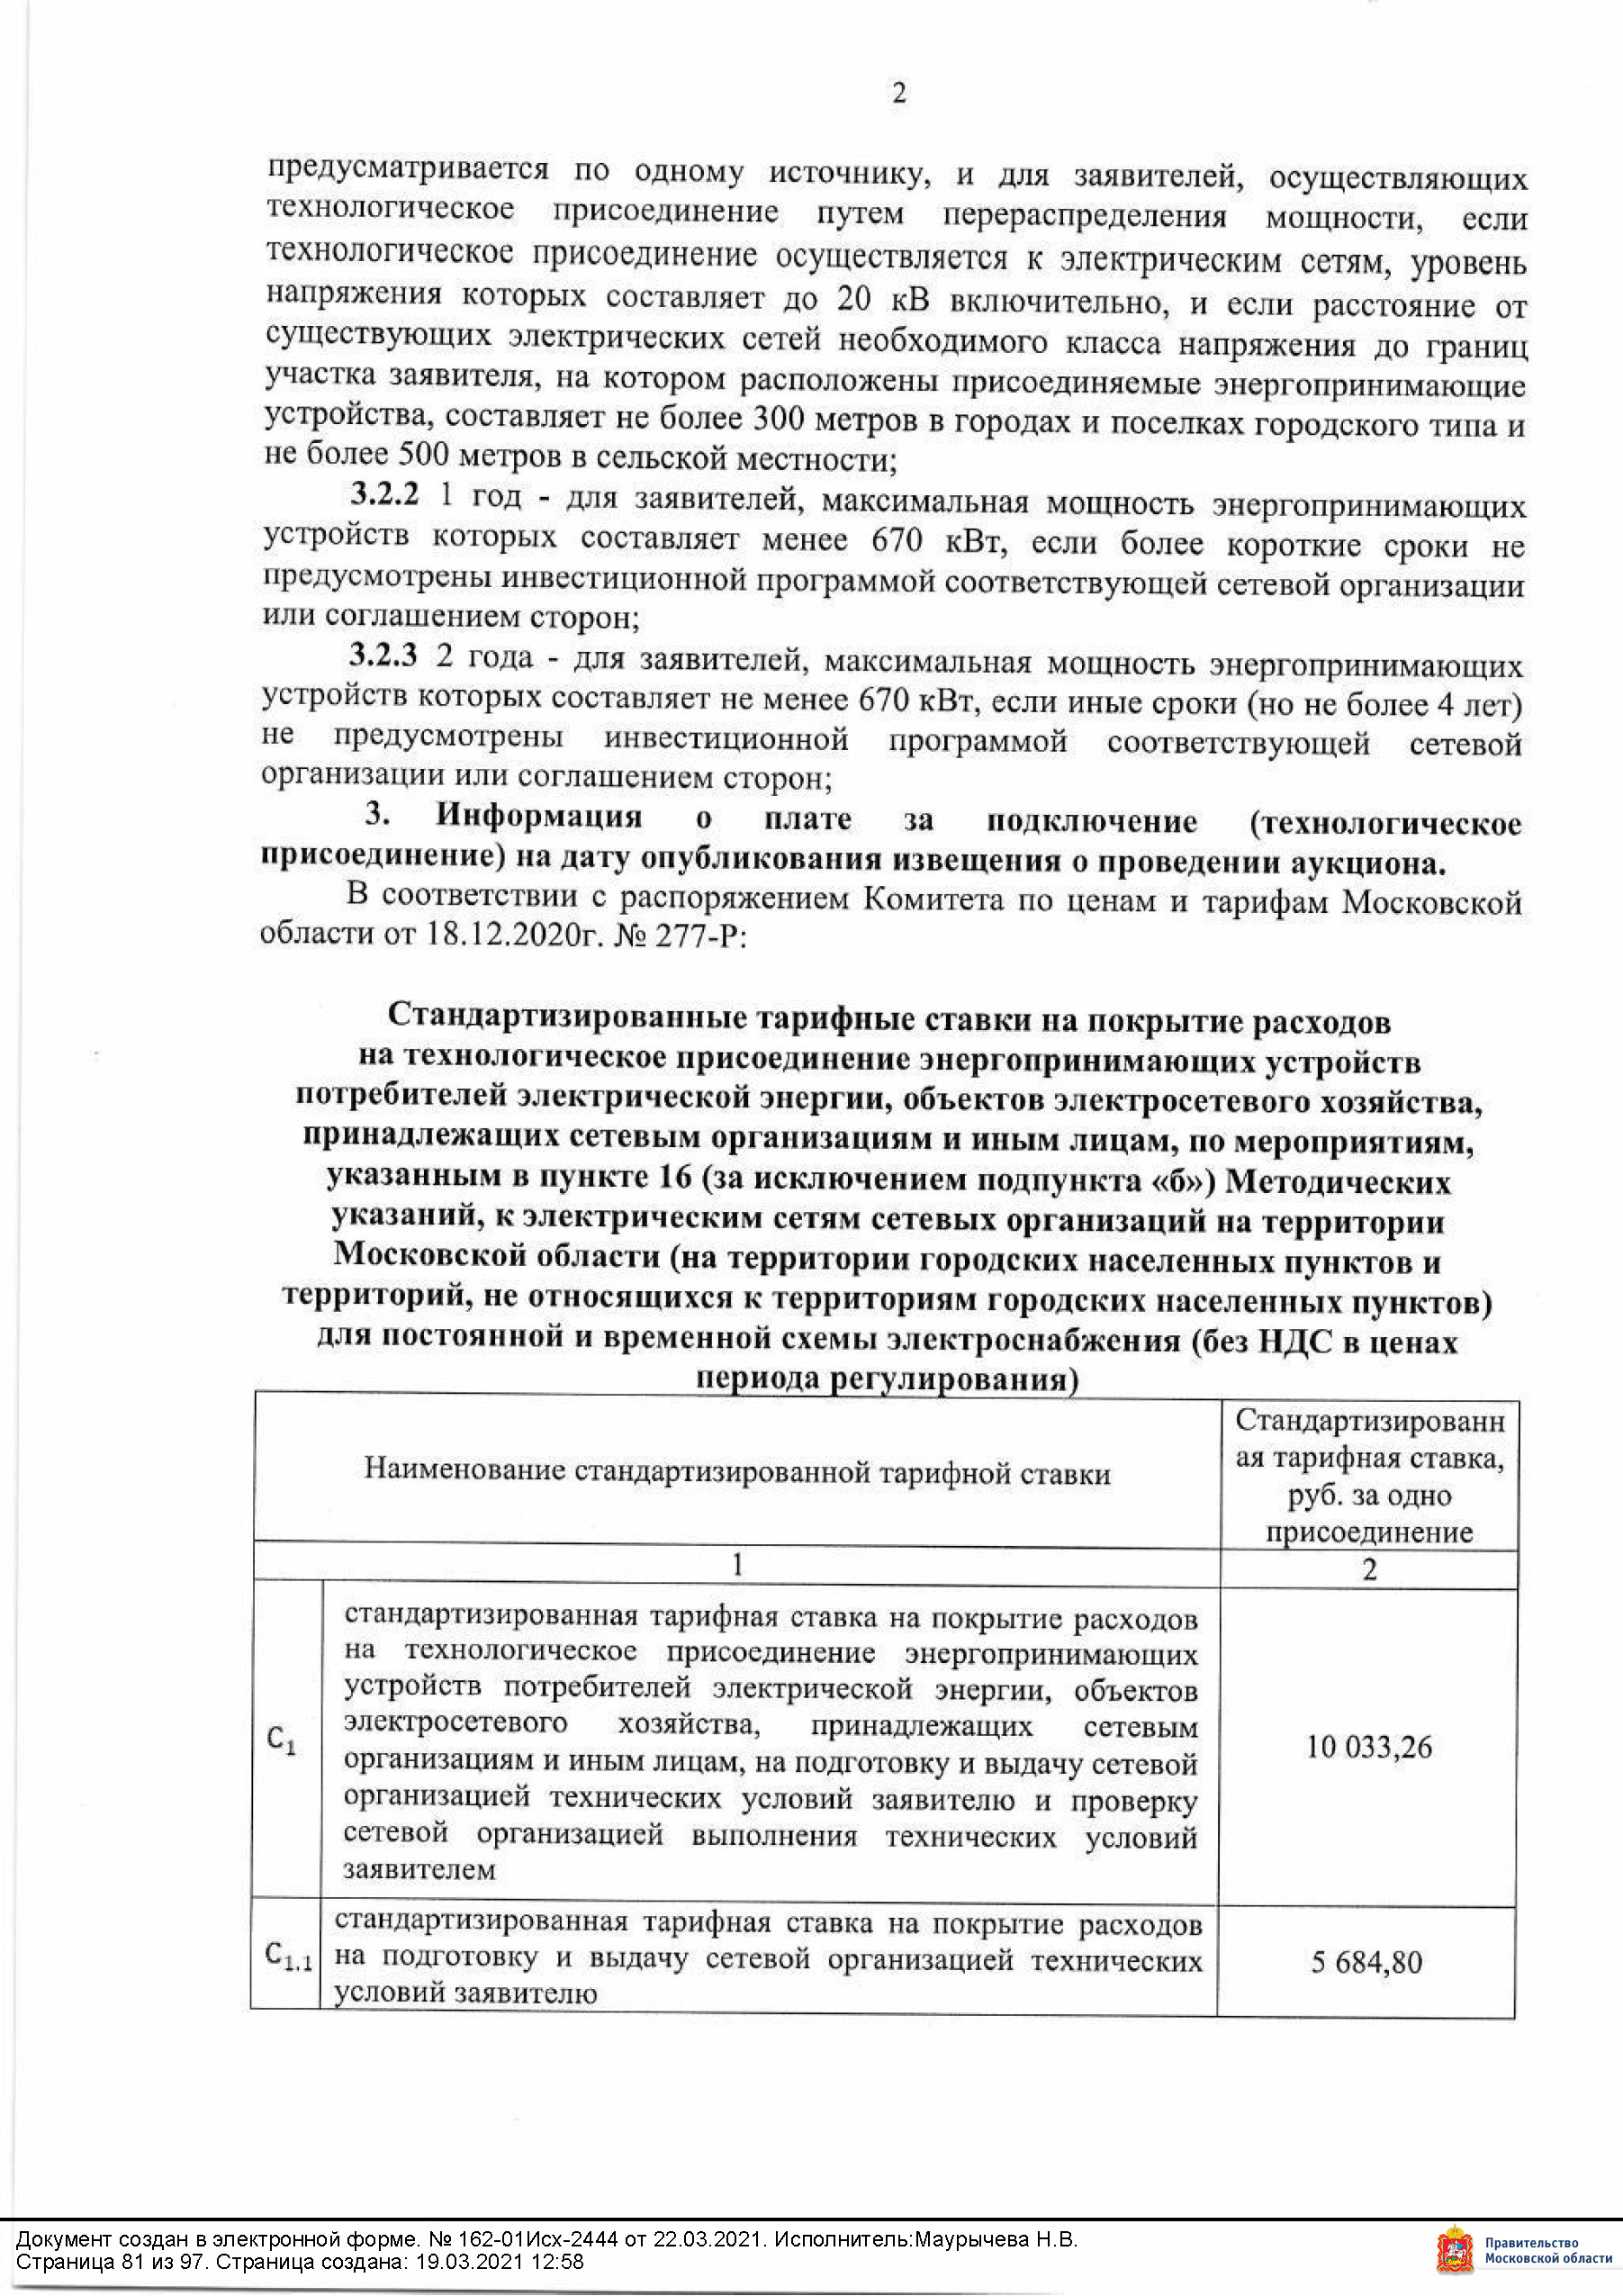 2
предусматривается по одному источнику, и для заявителей, осуществляющих
технологическое присоединение путем перераспределения мощности, если
технологическое присоединение осуществляется к электрическим сетям, уровень
напряжения которых составляет до 20 кВ включительно, и если расстояние от
существующих электрических сетей необходимого класса напряжения до границ
участка заявителя, на котором расположены присоединяемые энергопринимающие
устройства, составляет не более 300 метров в городах и поселках городского типа и
не более 500 метров в сельской местности;
3.2.2 1 год - для заявителей, максимальная мощность энергопринимающих
устройств которых составляет менее 670 кВт, если более короткие сроки не
предусмотрены инвестиционной программой соответствующей сетевой организации
или соглашением сторон;
3.2.3 2 года - для заявителей, максимальная мощность энергопринимающих
устройств которых составляет не менее 670 кВт, если иные сроки (но не более 4 лет)
не предусмотрены инвестиционной программой соответствующей сетевой
организации или соглашением сторон;
3. Информация о плате за подключение (технологическое
присоединение) на дату опубликования извещения о проведении аукциона.
В соответствии с распоряжением Комитета по ценам и тарифам Московской
области от 18.12.2020г. № 277-Р:
Стандартизированные тарифные ставки на покрытие расходов
на технологическое присоединение энергопринимающих устройств
потребителей электрической энергии, объектов электросетевого хозяйства,
принадлежащих сетевым организациям и иным лицам, по мероприятиям,
указанным в пункте 16 (за исключением подпункта «б») Методических
указаний, к электрическим сетям сетевых организаций на территории
Московской области (на территории городских населенных пунктов и
территорий, не относящихся к территориям городских населенных пунктов)
для постоянной и временной схемы электроснабжения (без НДС в ценах
периода регулирования)
Наименование стандартизированной тарифной ставки
Стандартизированн
ая тарифная ставка,
руб. за одно
присоединение
1
2
С1
стандартизированная тарифная ставка на покрытие расходов
на технологическое присоединение энергопринимающих
устройств потребителей электрической энергии, объектов
электросетевого хозяйства, принадлежащих сетевым
организациям и иным лицам, на подготовку и выдачу сетевой
организацией технических условий заявителю и проверку
сетевой организацией выполнения технических условий
заявителем
10 033,26
С1.1
стандартизированная тарифная ставка на покрытие расходов
на подготовку и выдачу сетевой организацией технических
условий заявителю
5 684,80
Документ создан в электронной форме. № 162-01Исх-2444 от 22.03.2021. Исполнитель:Маурычева Н.В.
Страница 81 из 97. Страница создана: 19.03.2021 12:58
Правительство
Московской области